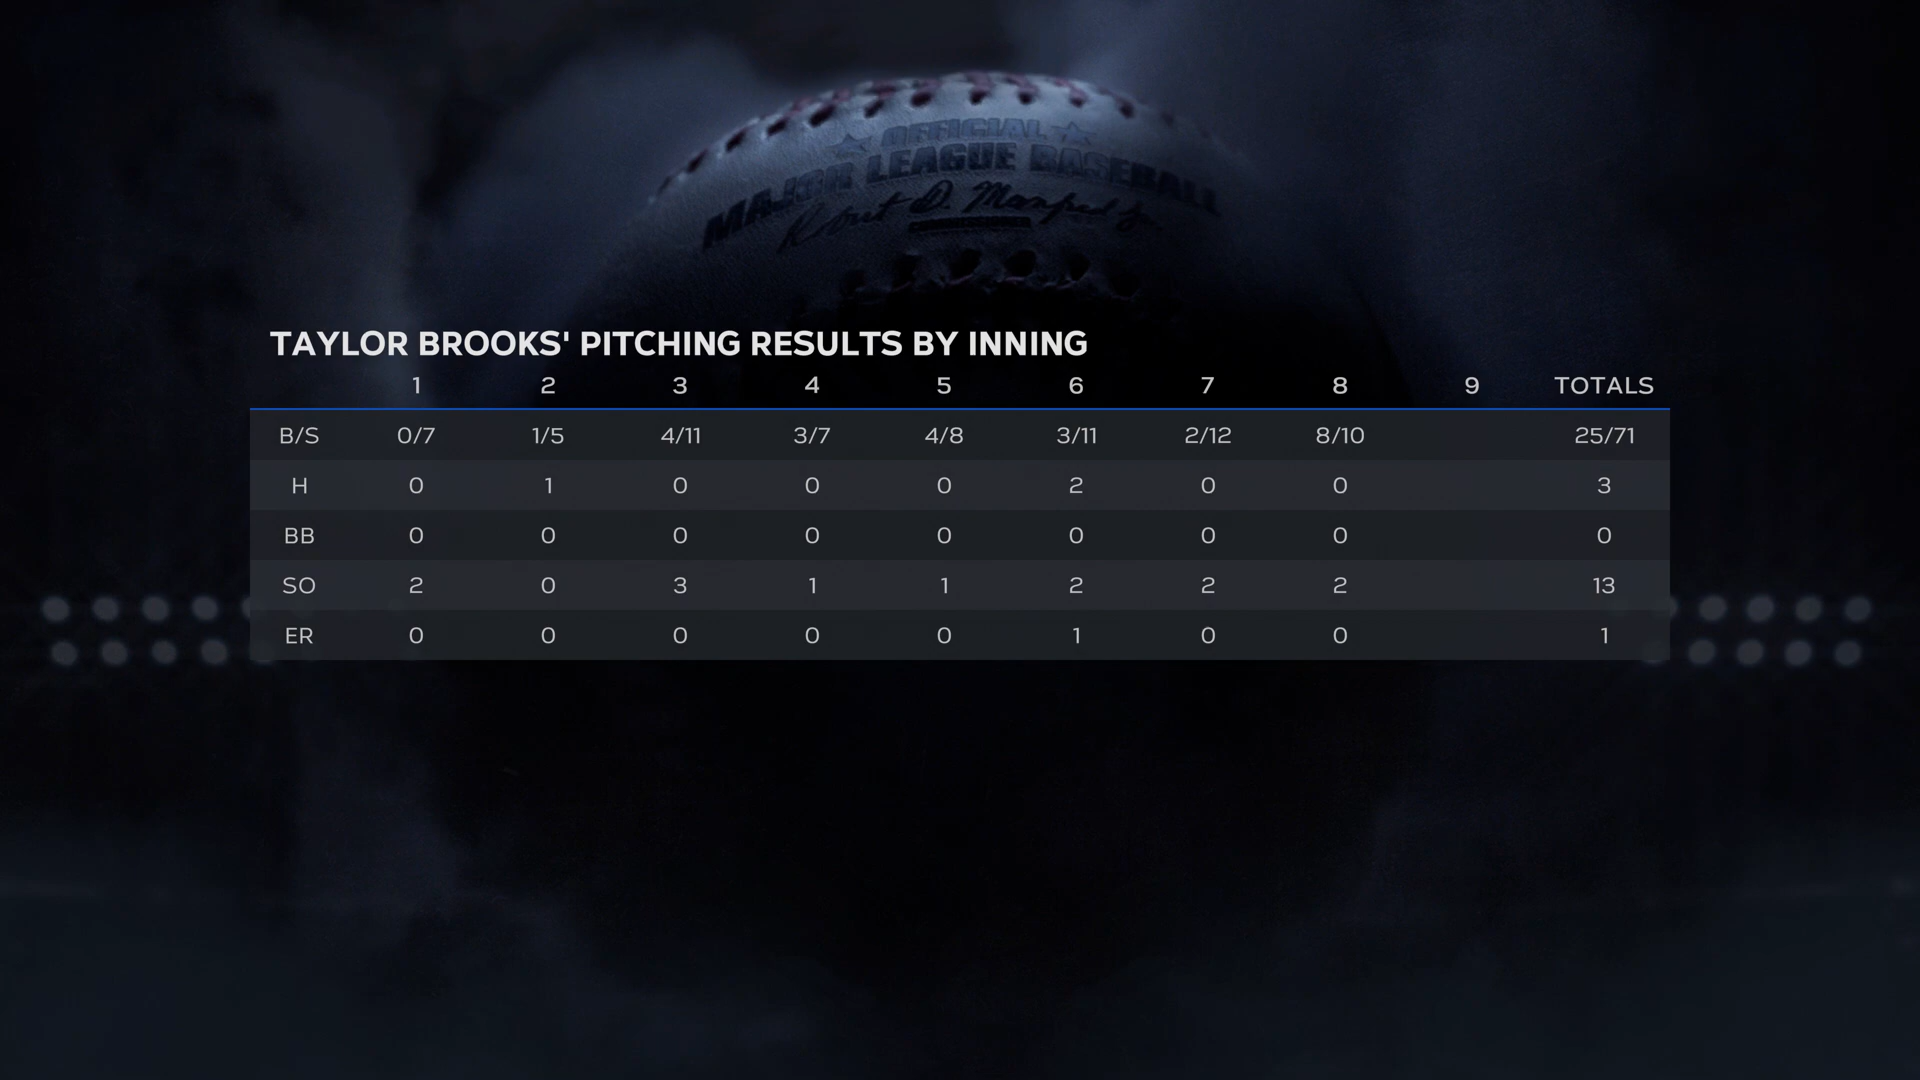 OFFICIAL
MAJOR LEAGUE BASEBALL
Robert D. Manfred Jr.
TAYLOR BROOKS' PITCHING RESULTS BY INNING
1 2 3 4 5 6 7 8 9 TOTALS
B/S 0/7 1/5 4/11 3/7 4/8 3/11 2/12 8/10 25/71
H 0 1 0 0 0 2 0 0 3
BB 0 0 0 0 0 0 0 0 0
SO 2 0 3 1 1 2 2 2 13
ER 0 0 0 0 0 1 0 0 1